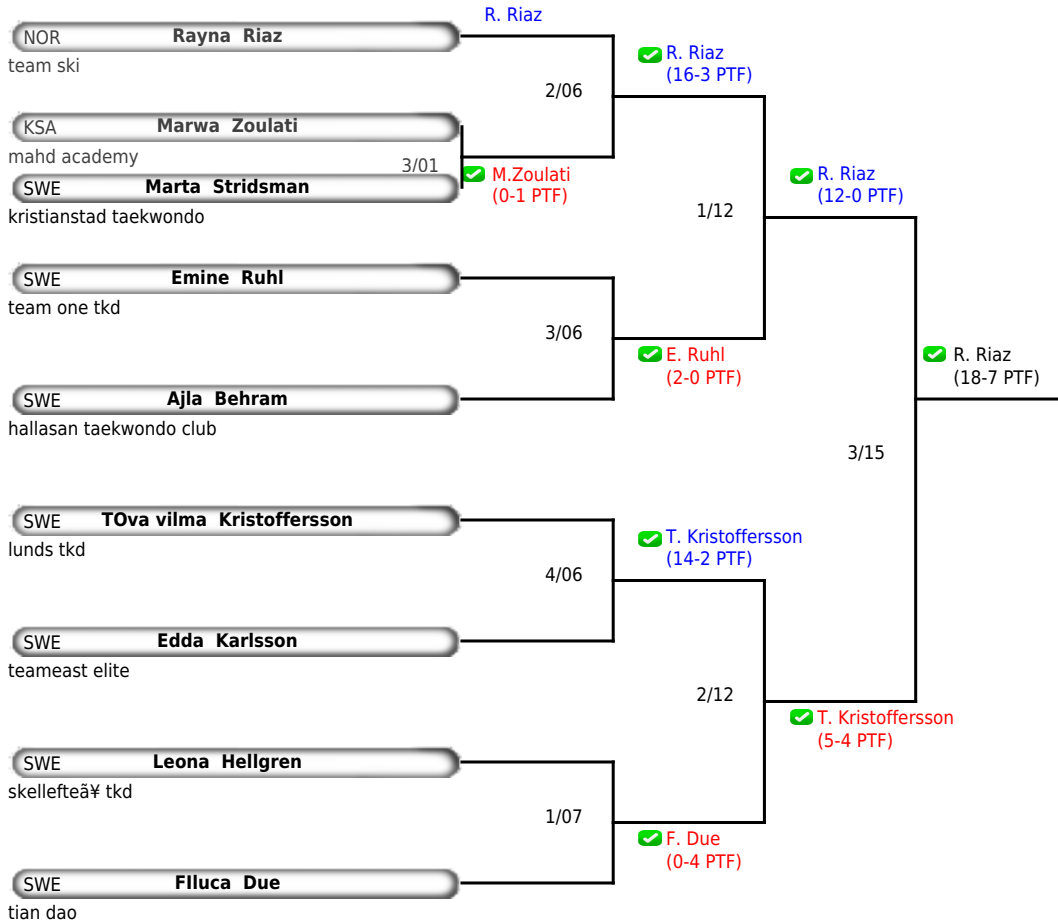 R. Riaz
NOR Rayna Riaz
team ski
R. Riaz
(16-3 PTF)
2/06
KSA Marwa Zoulati
mahd academy
3/01
M.Zoulati
(0-1 PTF)
SWE Marta Stridsman
kristianstad taekwondo
R. Riaz
(12-0 PTF)
1/12
SWE Emine Ruhl
team one tkd
3/06
E. Ruhl
(2-0 PTF)
R. Riaz
(18-7 PTF)
SWE Ajla Behram
hallasan taekwondo club
3/15
SWE TOva vilma Kristoffersson
lunds tkd
T. Kristoffersson
(14-2 PTF)
4/06
SWE Edda Karlsson
teameast elite
2/12
T. Kristoffersson
(5-4 PTF)
SWE Leona Hellgren
skellefteã¥ tkd
1/07
F. Due
(0-4 PTF)
SWE FIluca Due
tian dao